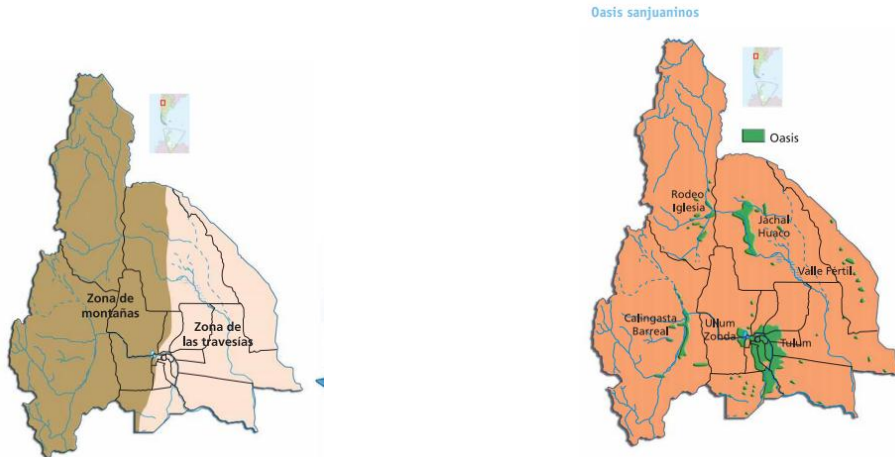 Zona de
montañas
Zona de
las travesías
Oasis sanjuaninos
Oasis
Rodeo
Iglesia
Jáchal
Huaco
Valle Fértil
Calingasta
Barreal
Ullum
Zonda
Tulum